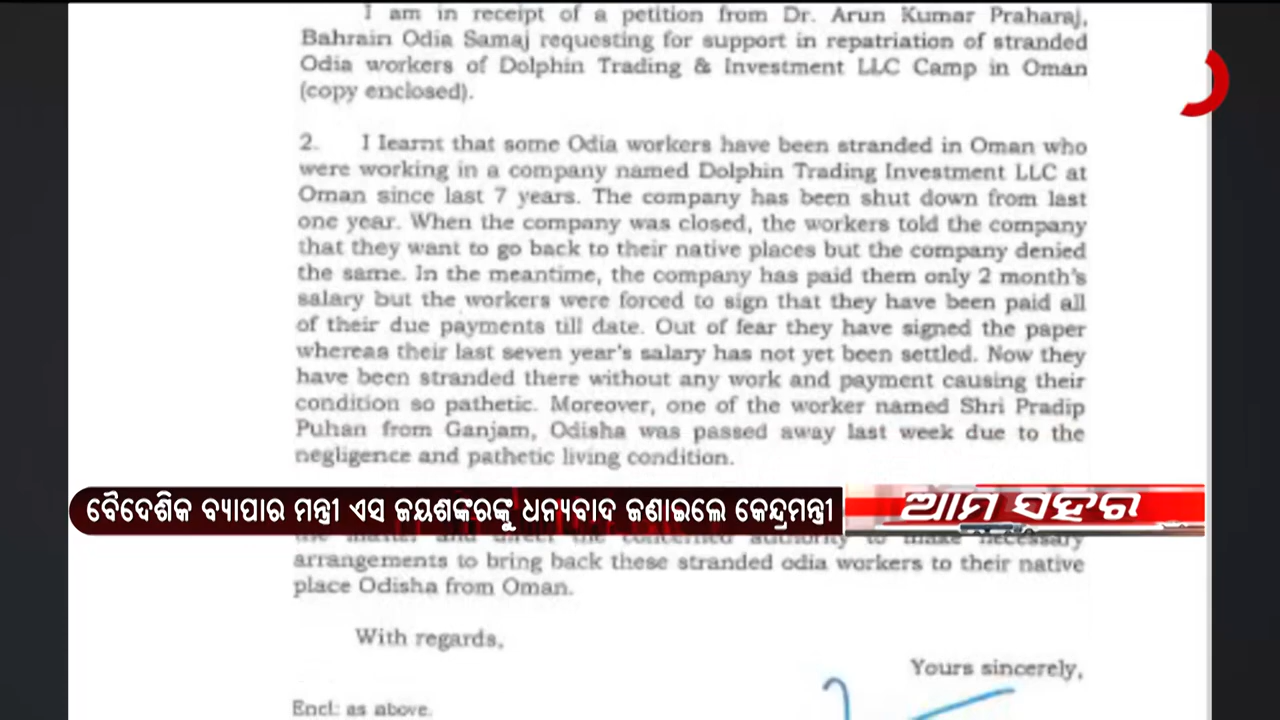 I am in receipt of a petition from Dr. Arun Kumar Praharaj,
Bahrain Odia Samaj requesting for support in repatriation of stranded
Odia workers of Dolphin Trading & Investment LLC Camp in Oman
(copy enclosed).
2. I learnt that some Odia workers have been stranded in Oman who
were working in a company named Dolphin Trading Investment LLC at
Oman since last 7 years. The company has been shut down from last
one year. When the company was closed, the workers told the company
that they want to go back to their native places but the company denied
the same. In the meantime, the company has paid them only 2 month's
salary but the workers were forced to sign that they have been paid all
of their due payments till date. Out of fear they have signed the paper
whereas their last seven year's salary has not yet been settled. Now they
have been stranded there without any work and payment causing their
condition so pathetic. Moreover, one of the worker named Shri Pradip
Puhan from Ganjam, Odisha was passed away last week due to the
negligence and pathetic living condition.
ବୈଦେଶିକ ବ୍ୟାପାର ମନ୍ତ୍ରୀ ଏସ ଜୟଶଙ୍କରଙ୍କୁ ଧନ୍ୟବାଦ ଜଣାଇଲେ କେନ୍ଦ୍ରମନ୍ତ୍ରୀ
ଆମ ସହର
the matter and direct the concerned authority to make necessary
arrangements to bring back these stranded odia workers to their native
place Odisha from Oman.
With regards,
Yours sincerely,
Encl: as above.